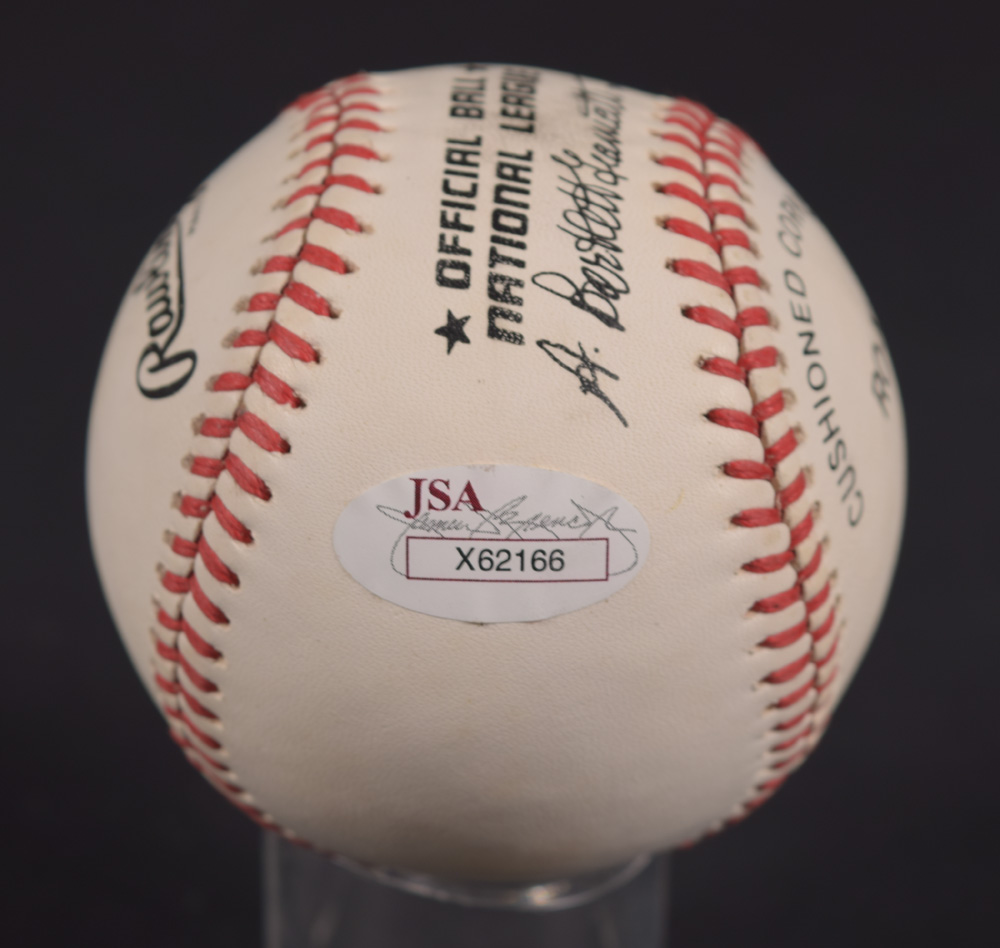 ★ OFFICIAL BALL
NATIONAL LEAGUE
A. Bartlett Giamatti
CUSHIONED COR
JSA
X62166